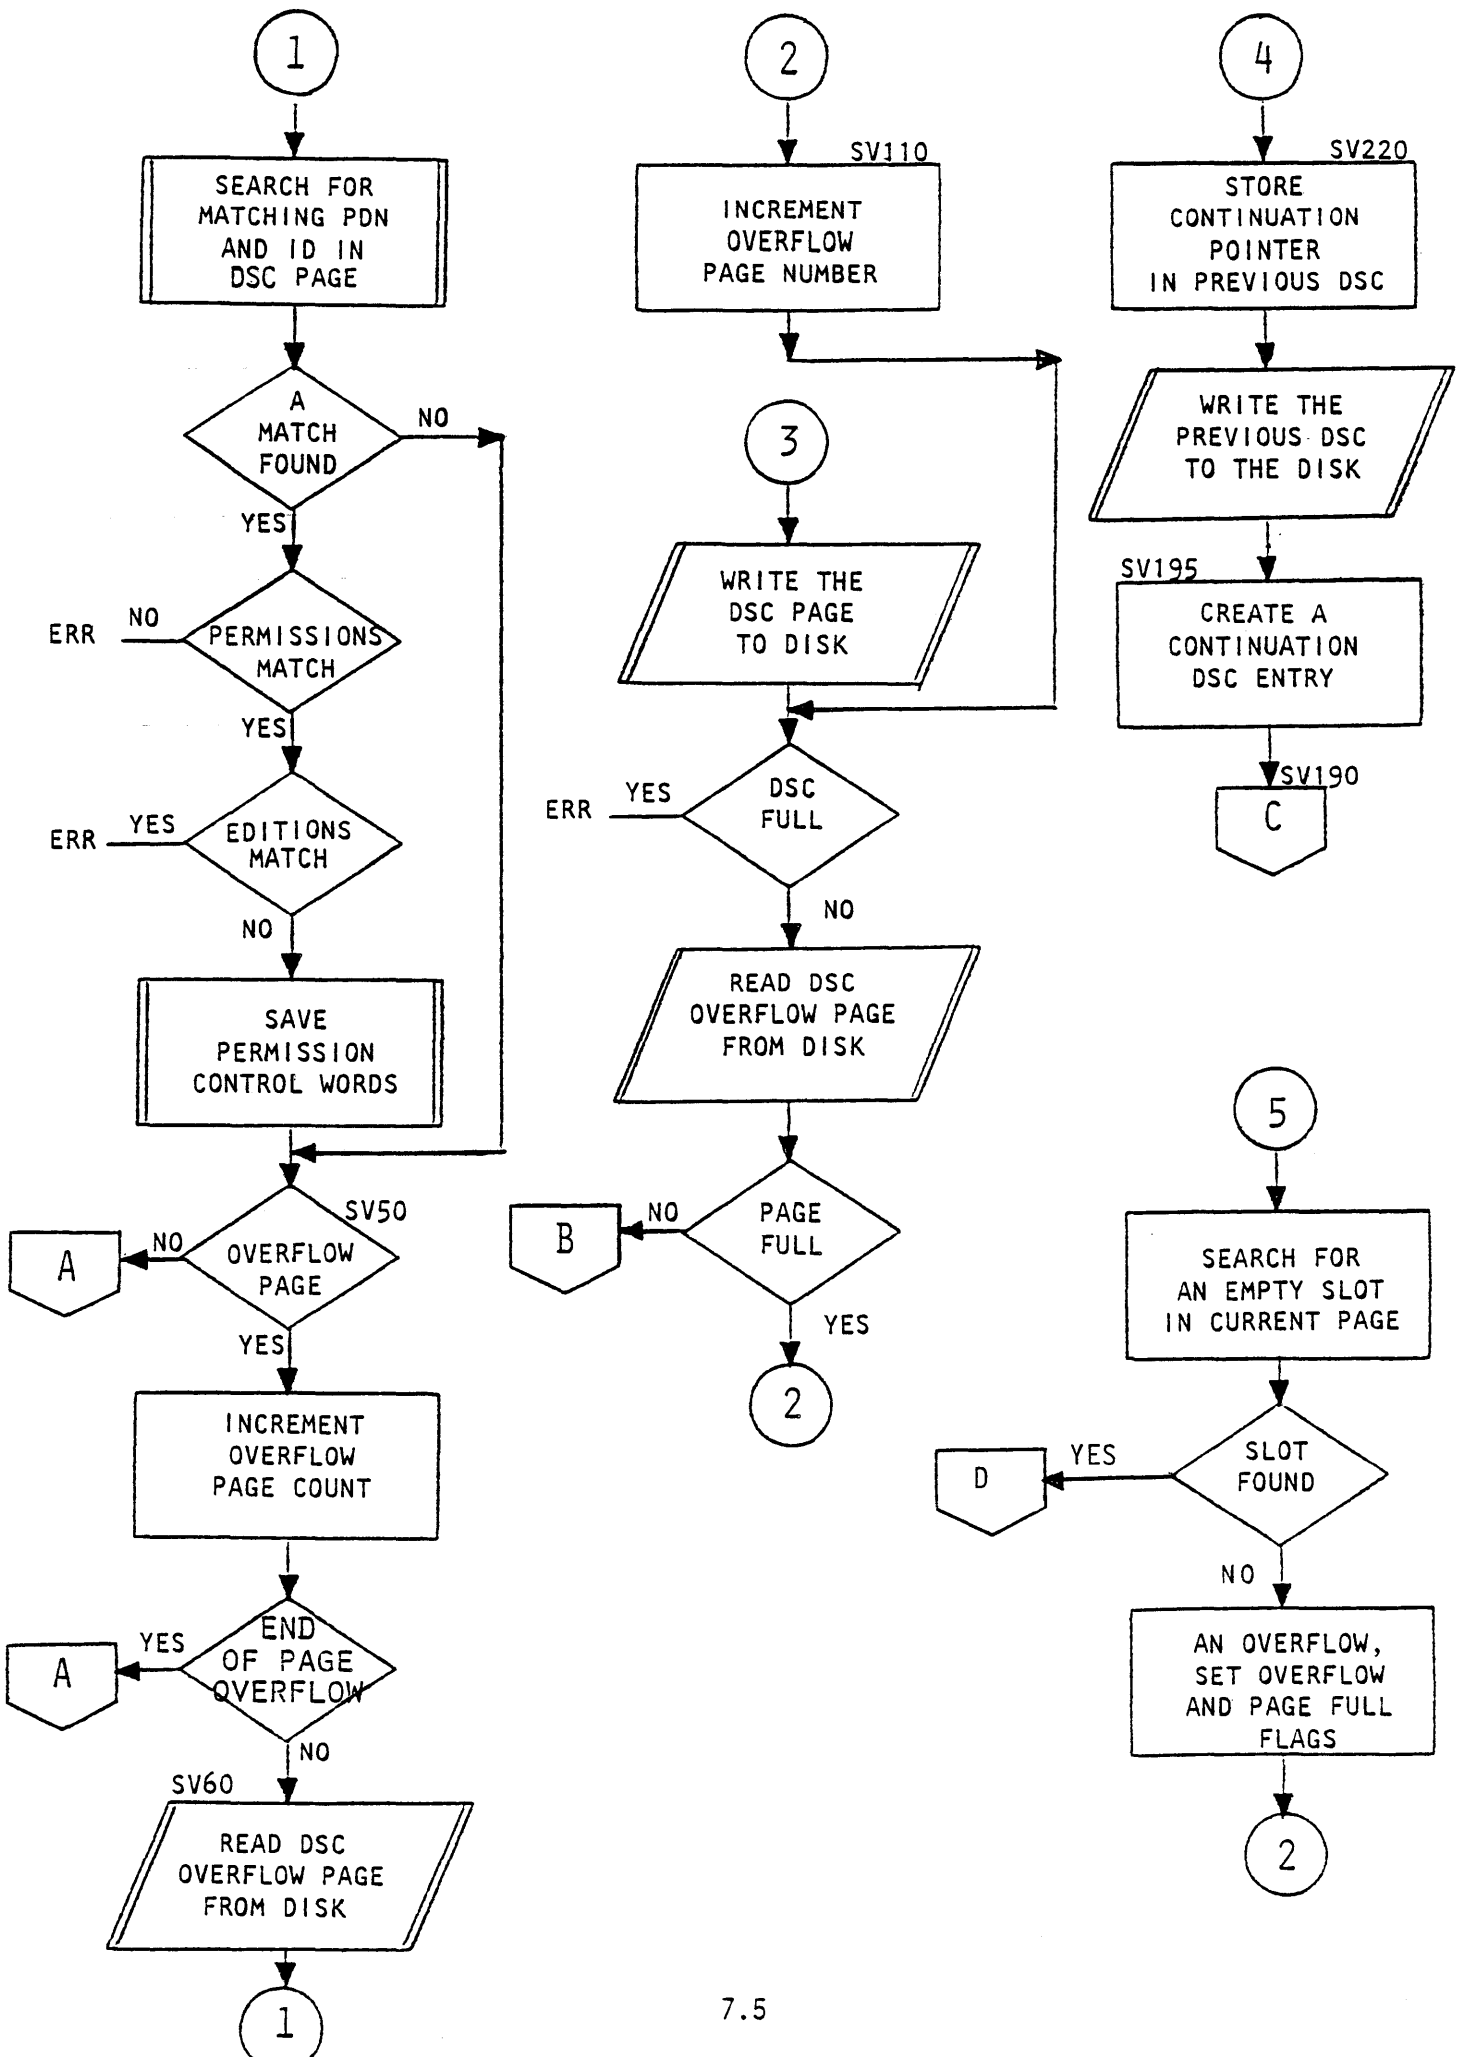 1
SEARCH FOR
MATCHING PDN
AND ID IN
DSC PAGE
A
MATCH
FOUND
NO
YES
PERMISSIONS
MATCH
NO
ERR
YES
EDITIONS
MATCH
YES
ERR
NO
SAVE
PERMISSION
CONTROL WORDS
SV50
OVERFLOW
PAGE
NO
A
YES
INCREMENT
OVERFLOW
PAGE COUNT
END
OF PAGE
OVERFLOW
YES
A
NO
SV60
READ DSC
OVERFLOW PAGE
FROM DISK
1
2
SV110
INCREMENT
OVERFLOW
PAGE NUMBER
3
WRITE THE
DSC PAGE
TO DISK
DSC
FULL
YES
ERR
NO
READ DSC
OVERFLOW PAGE
FROM DISK
PAGE
FULL
NO
B
YES
2
4
SV220
STORE
CONTINUATION
POINTER
IN PREVIOUS DSC
WRITE THE
PREVIOUS DSC
TO THE DISK
SV195
CREATE A
CONTINUATION
DSC ENTRY
SV190
C
5
SEARCH FOR
AN EMPTY SLOT
IN CURRENT PAGE
SLOT
FOUND
YES
D
NO
AN OVERFLOW,
SET OVERFLOW
AND PAGE FULL
FLAGS
2
7.5